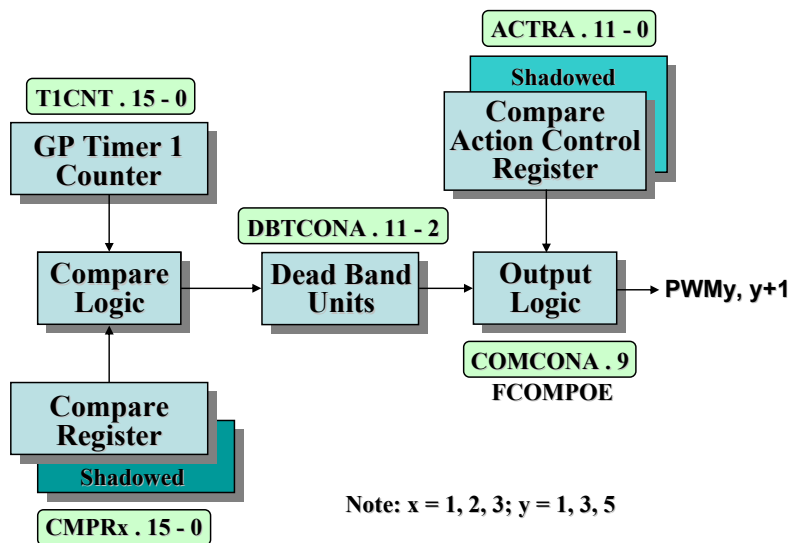 ACTRA . 11 - 0
Shadowed
Compare
Action Control
Register
T1CNT . 15 - 0
GP Timer 1
Counter
DBTCONA . 11 - 2
Compare
Logic
Dead Band
Units
Output
Logic
PWMy, y+1
COMCONA . 9
FCOMPOE
Compare
Register
Shadowed
CMPRx . 15 - 0
Note: x = 1, 2, 3; y = 1, 3, 5